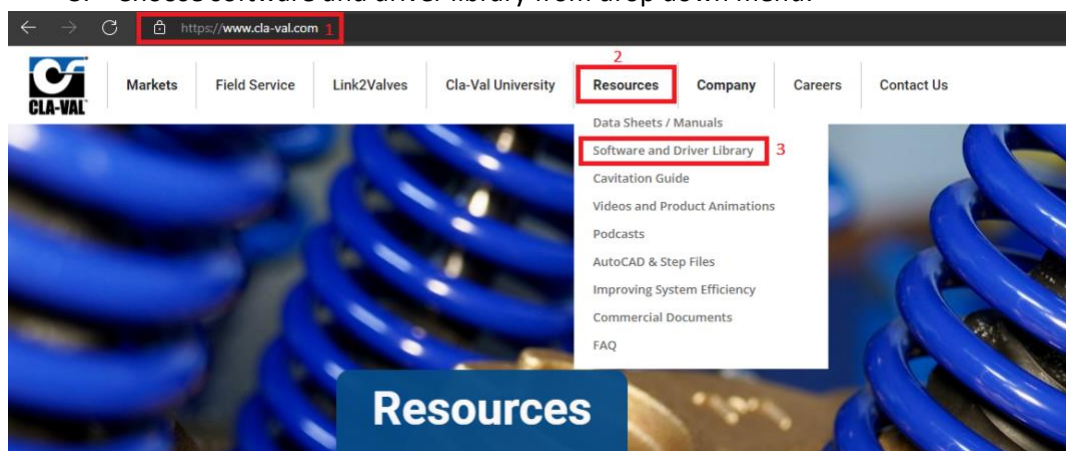 https://www.cla-val.com 1
2
CLA-VAL
Markets Field Service Link2Valves Cla-Val University Resources Company Careers Contact Us
Data Sheets / Manuals
Software and Driver Library 3
Cavitation Guide
Videos and Product Animations
Podcasts
AutoCAD & Step Files
Improving System Efficiency
Commercial Documents
FAQ
Resources